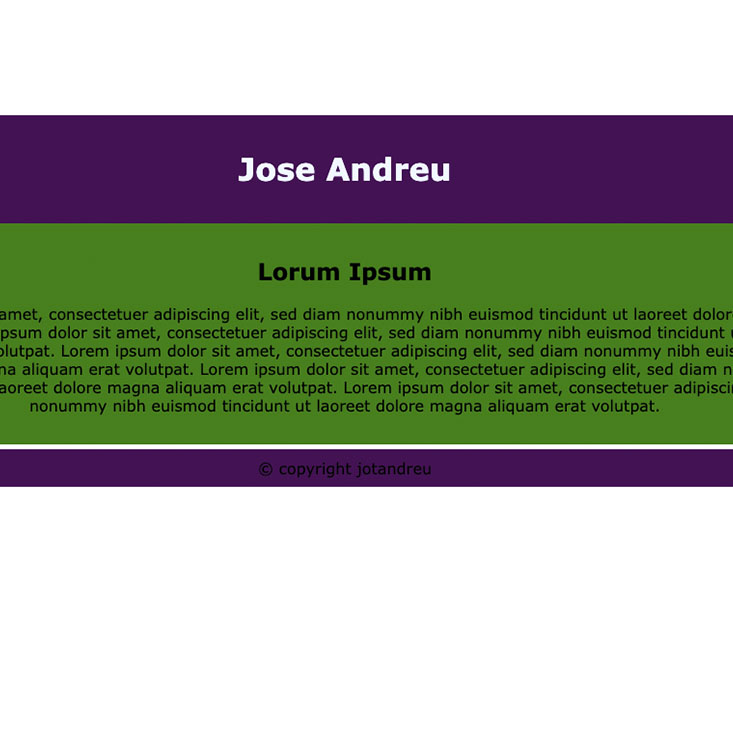 Jose Andreu
Lorum Ipsum
amet, consectetuer adipiscing elit, sed diam nonummy nibh euismod tincidunt ut laoreet dolor
psum dolor sit amet, consectetuer adipiscing elit, sed diam nonummy nibh euismod tincidunt
olutpat. Lorem ipsum dolor sit amet, consectetuer adipiscing elit, sed diam nonummy nibh euis
na aliquam erat volutpat. Lorem ipsum dolor sit amet, consectetuer adipiscing elit, sed diam n
aoreet dolore magna aliquam erat volutpat. Lorem ipsum dolor sit amet, consectetuer adipisci
nonummy nibh euismod tincidunt ut laoreet dolore magna aliquam erat volutpat.
© copyright jotandreu